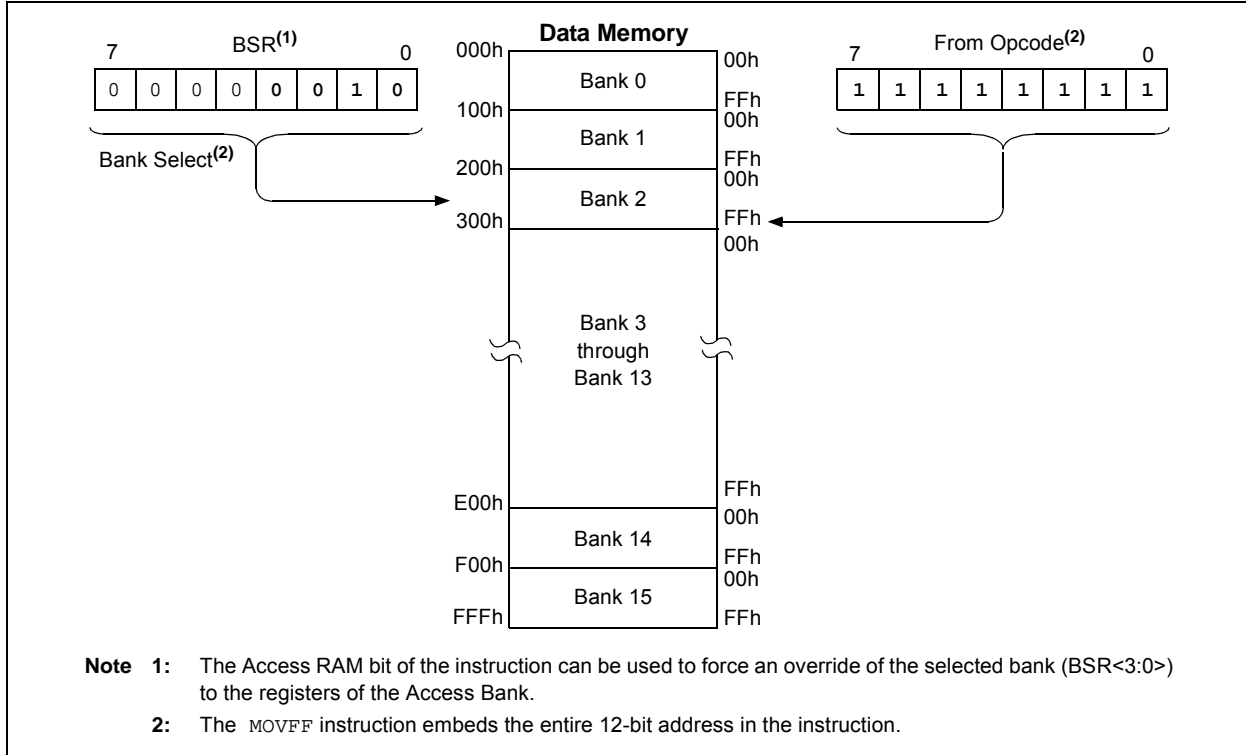 Data Memory
7 BSR(1) 0
0 0 0 0 0 0 1 0
Bank Select(2)
000h
100h
200h
300h
E00h
F00h
FFFh
Bank 0
Bank 1
Bank 2
Bank 3
through
Bank 13
Bank 14
Bank 15
00h
FFh
00h
FFh
00h
FFh
00h
FFh
00h
FFh
00h
FFh
7 From Opcode(2) 0
1 1 1 1 1 1 1 1
Note 1: The Access RAM bit of the instruction can be used to force an override of the selected bank (BSR<3:0>)
to the registers of the Access Bank.
2: The MOVFF instruction embeds the entire 12-bit address in the instruction.